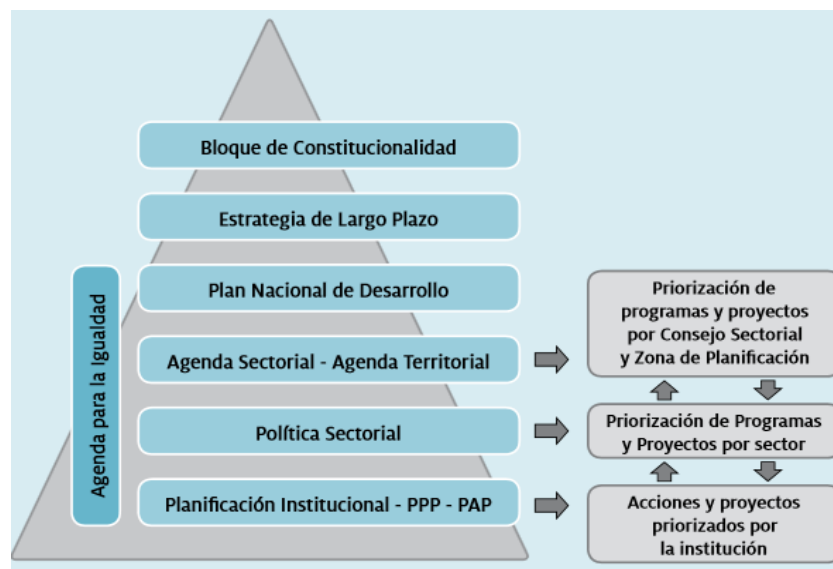 Bloque de Constitucionalidad
Estrategia de Largo Plazo
Plan Nacional de Desarrollo
Agenda Sectorial - Agenda Territorial
Política Sectorial
Planificación Institucional - PPP - PAP
Agenda para la Igualdad
Priorización de
programas y proyectos
por Consejo Sectorial
y Zona de Planificación
Priorización de Programas
y Proyectos por sector
Acciones y proyectos
priorizados por
la institución